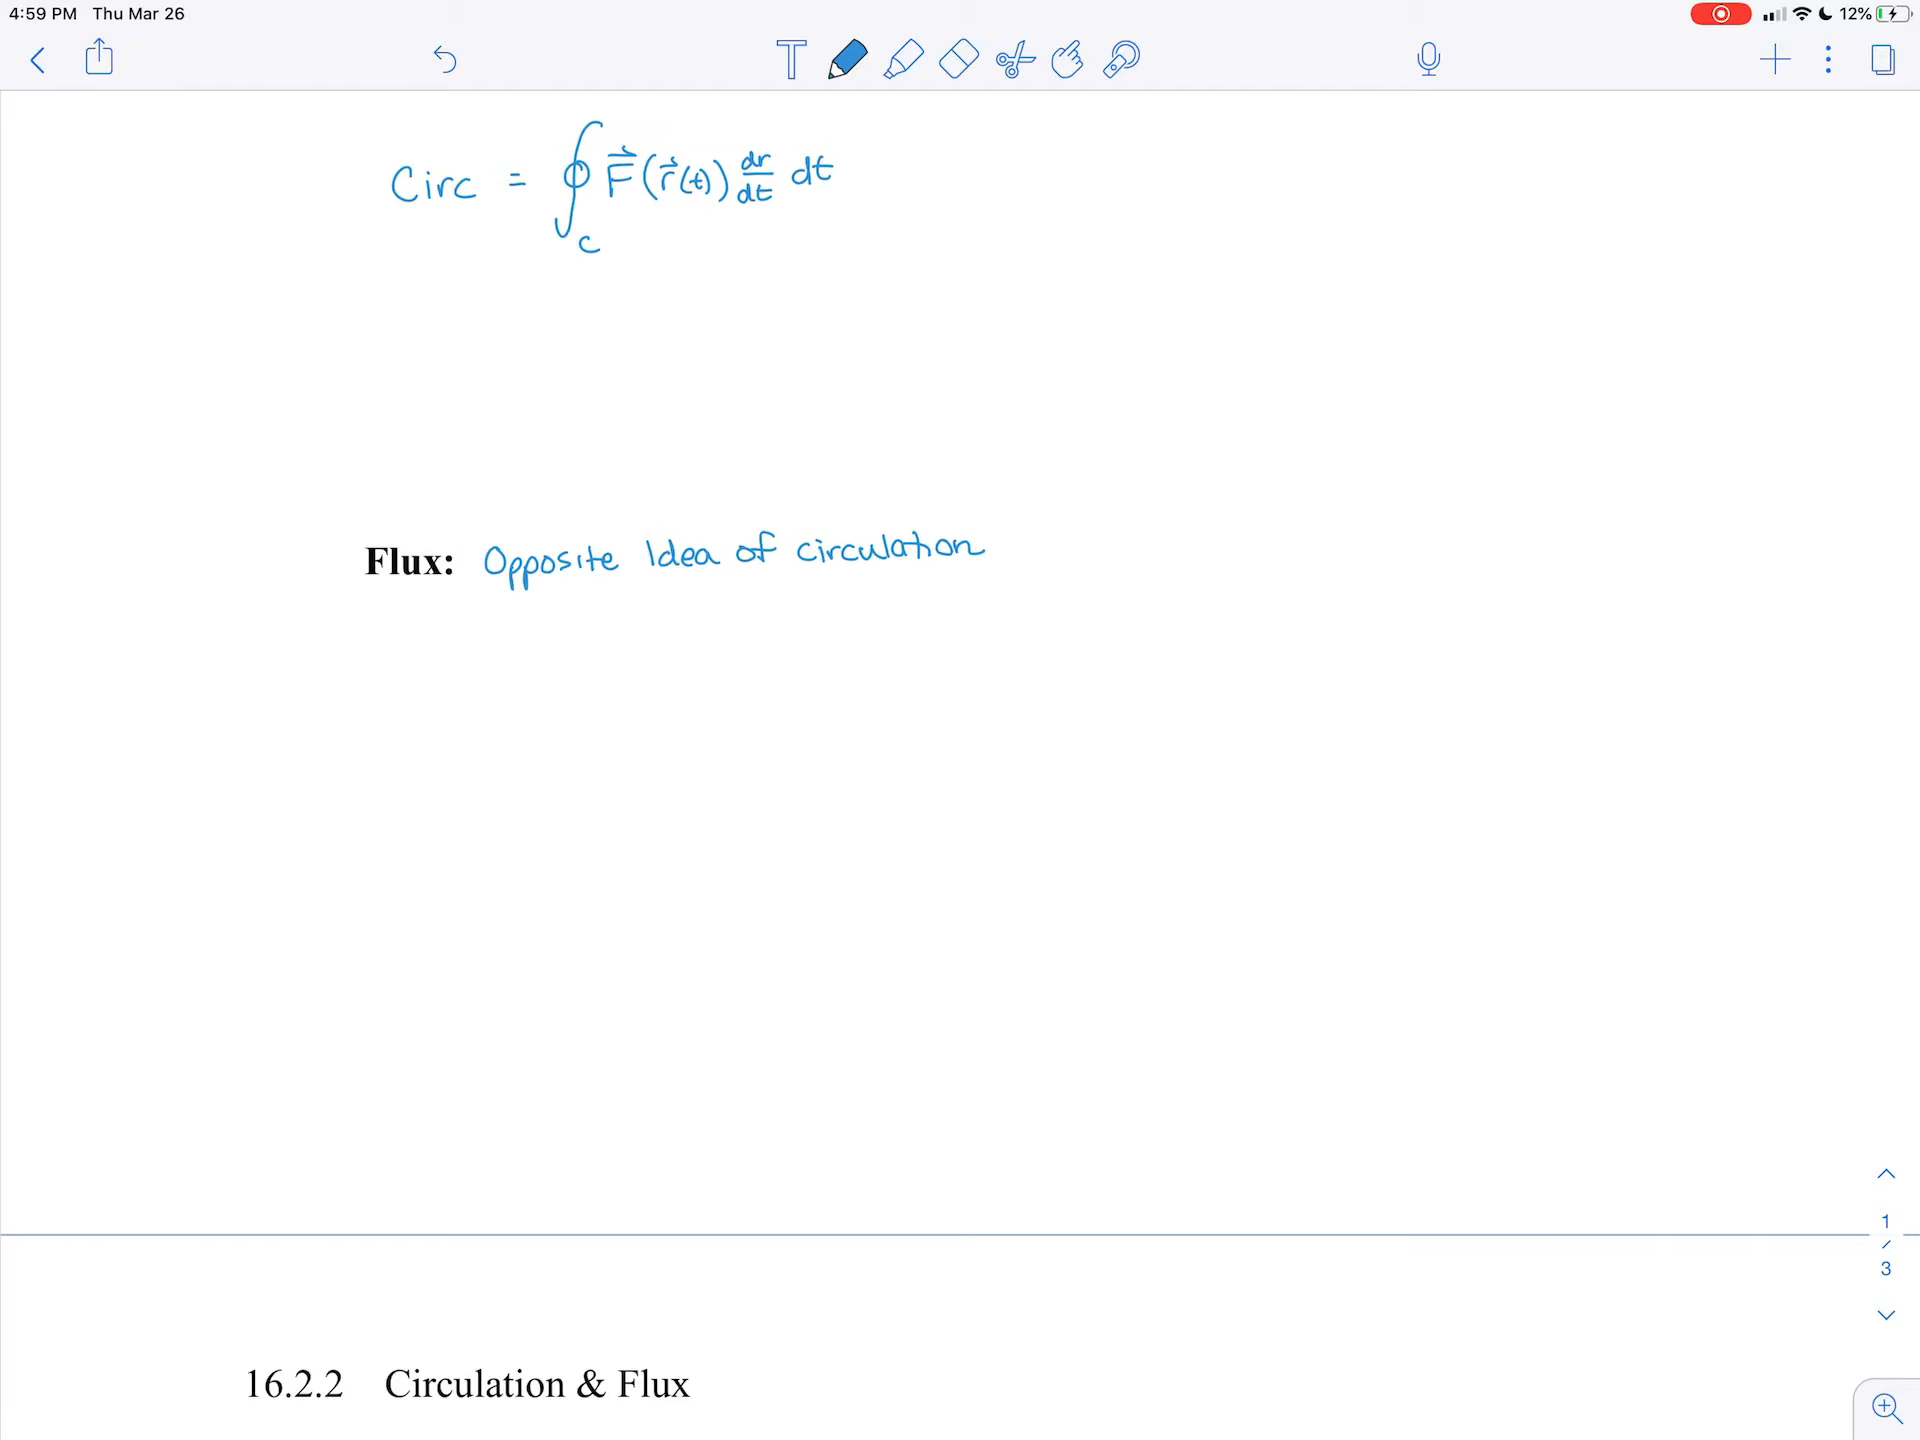 4:59 PM Thu Mar 26
12%
T
Circ = ∮_C F⃗(r⃗(t)) dr/dt dt
Flux: Opposite Idea of circulation
1
/
3
16.2.2 Circulation & Flux